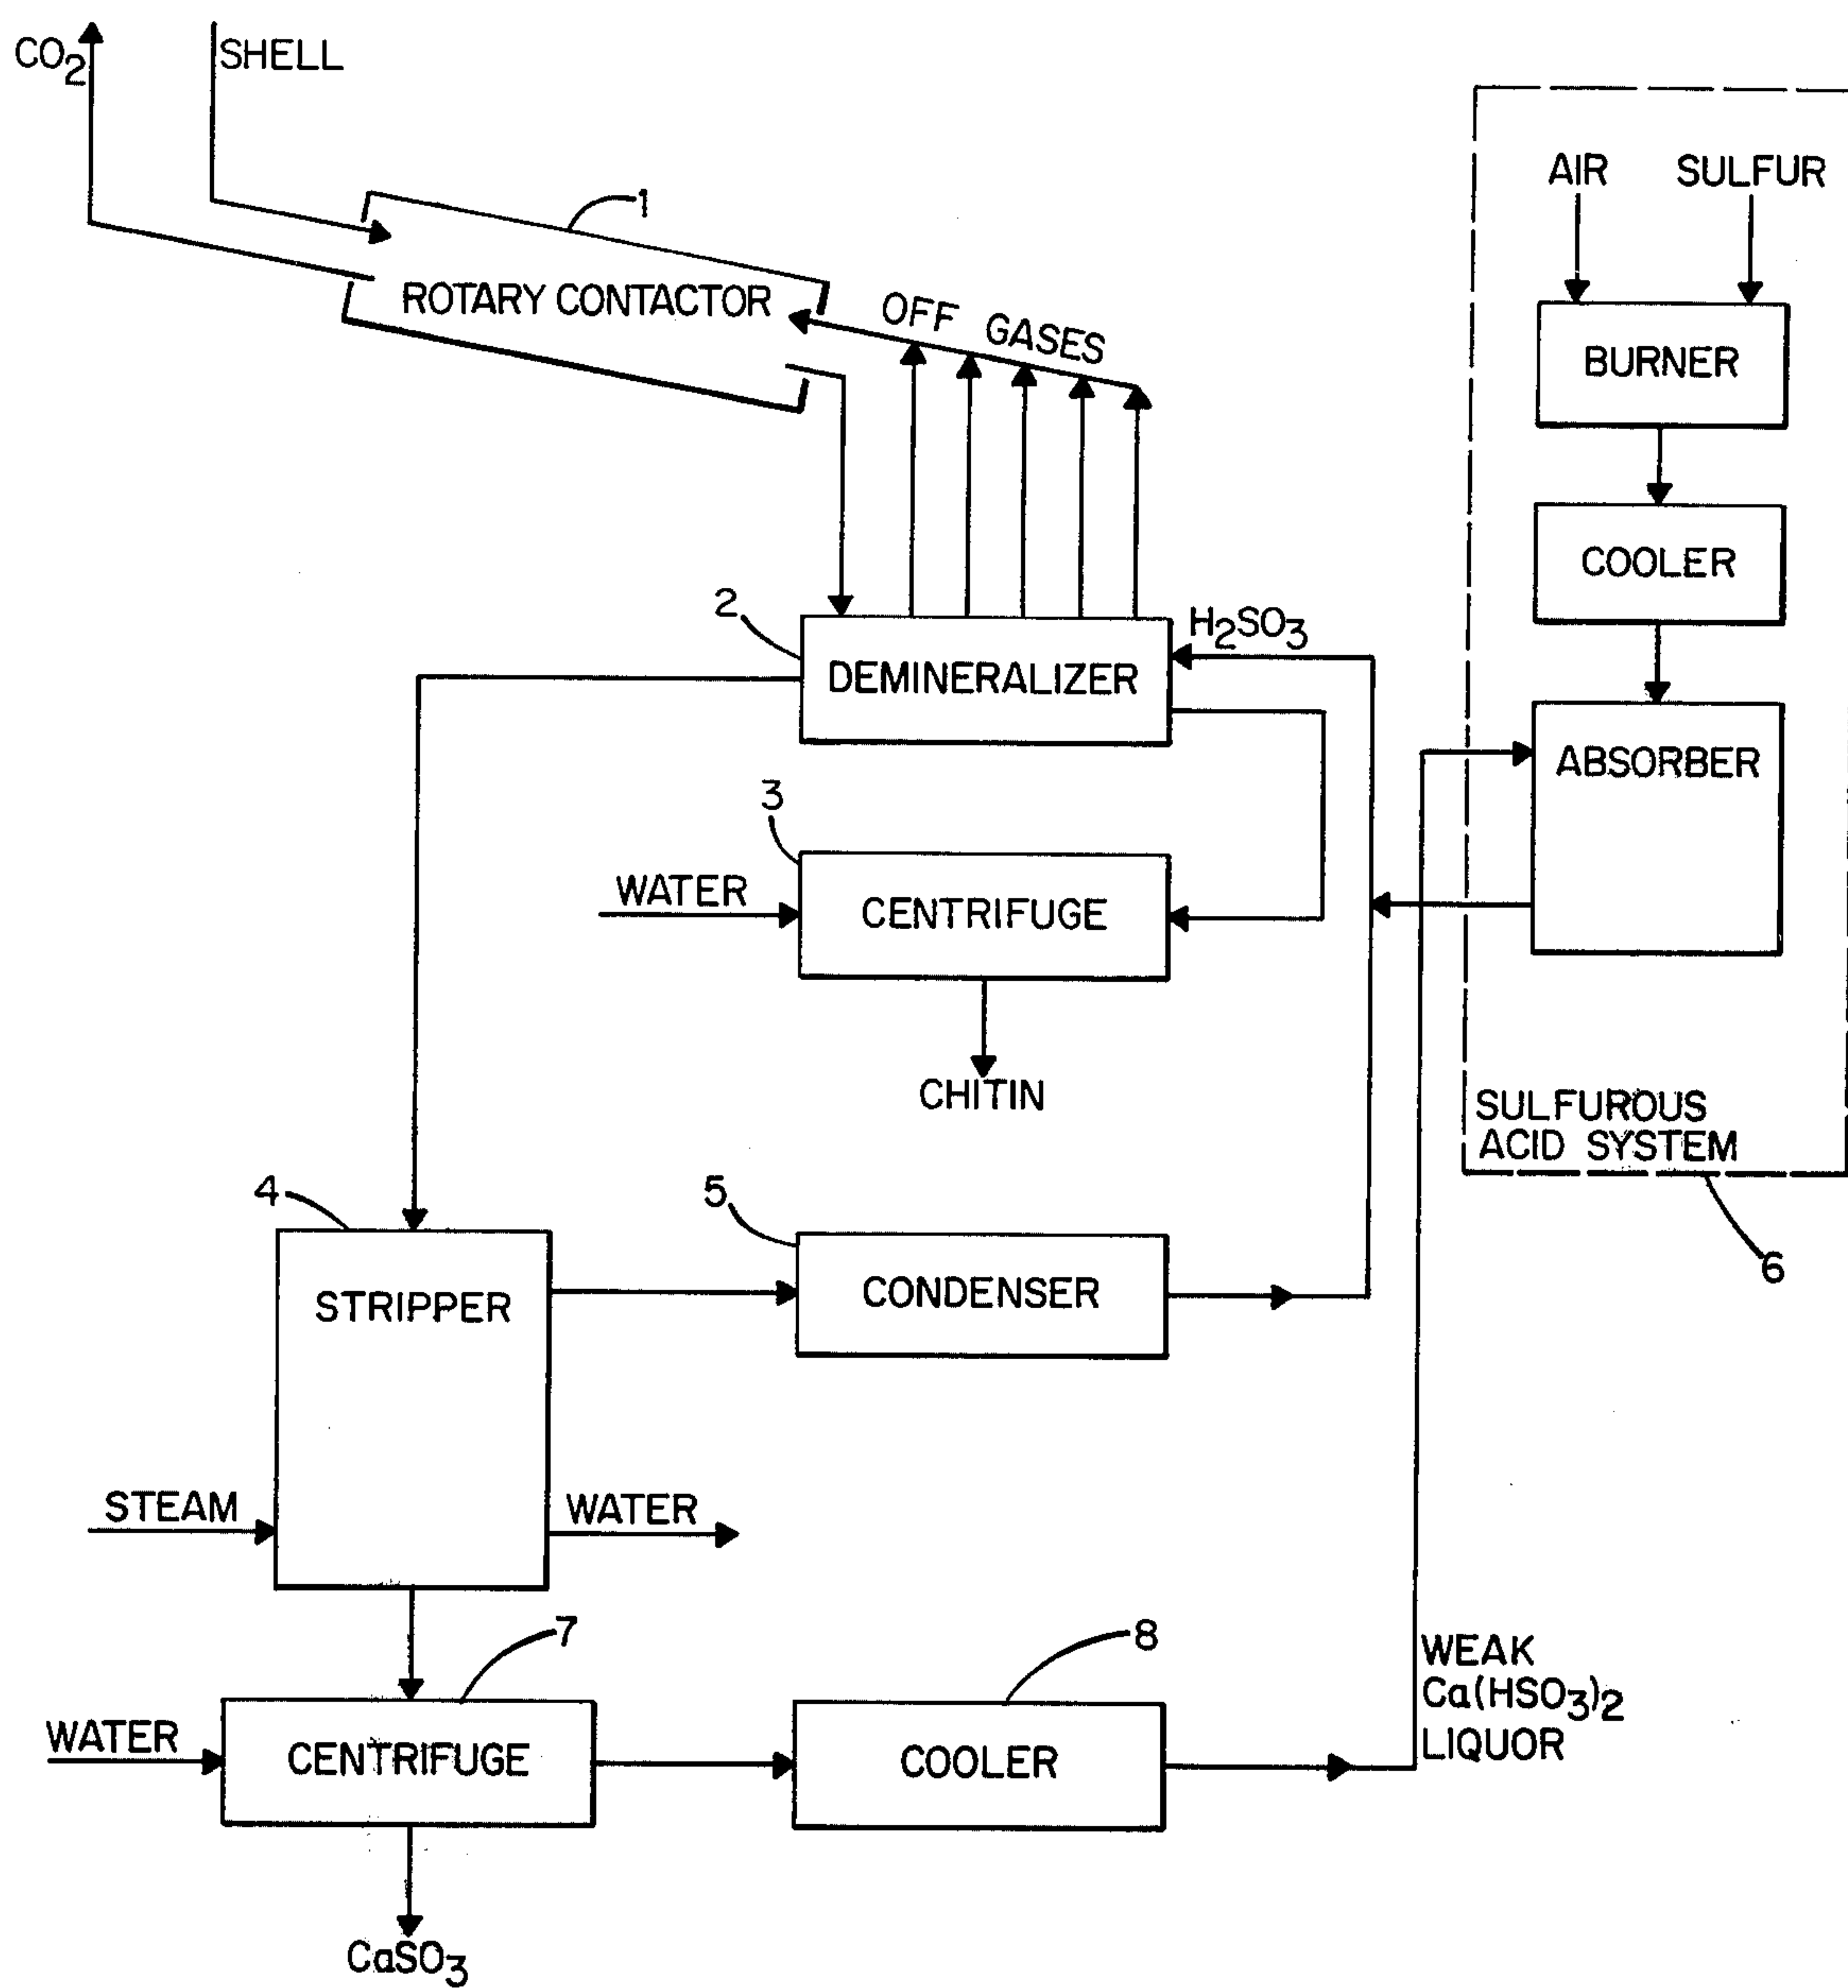 CO2
SHELL
1
ROTARY CONTACTOR
OFF GASES
AIR
SULFUR
BURNER
COOLER
2
H2SO3
DEMINERALIZER
ABSORBER
3
WATER
CENTRIFUGE
CHITIN
SULFUROUS
ACID SYSTEM
6
4
5
STRIPPER
CONDENSER
STEAM
WATER
7
8
WEAK
Ca(HSO3)2
LIQUOR
WATER
CENTRIFUGE
COOLER
CaSO3